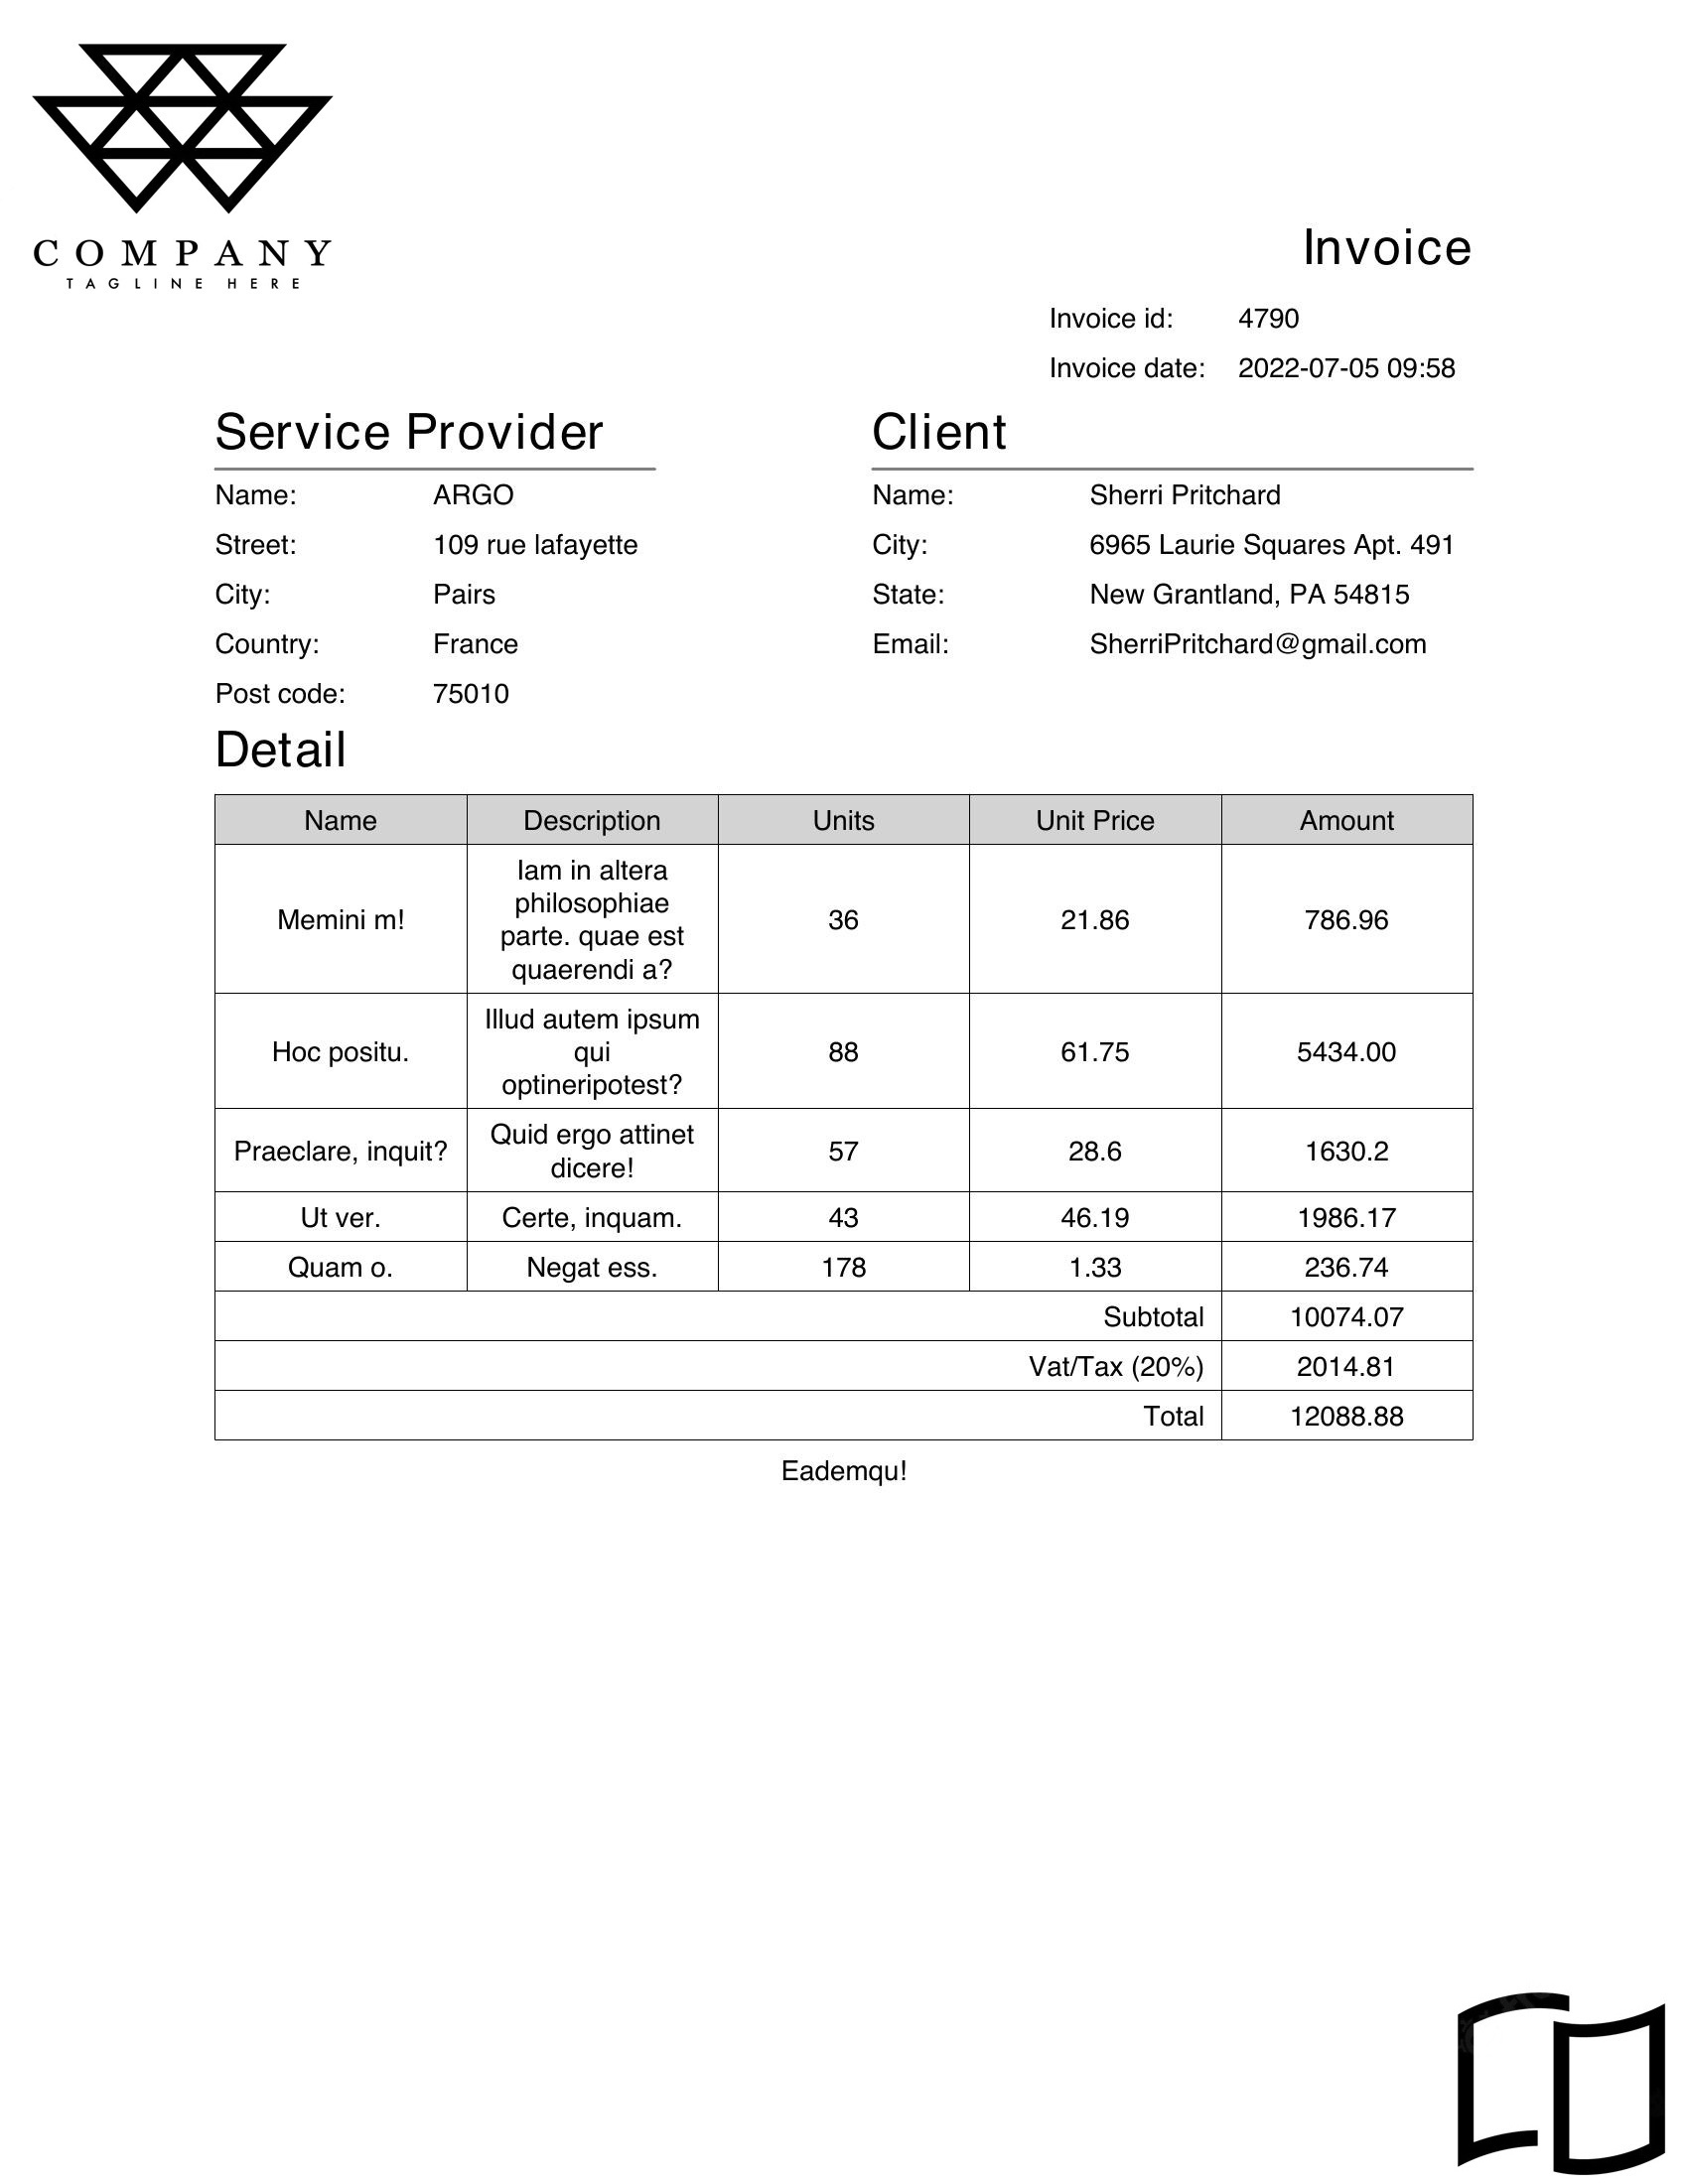 COMPANY
TAGLINE HERE
Invoice
Invoice id: 4790
Invoice date: 2022-07-05 09:58
Service Provider
Name: ARGO
Street: 109 rue lafayette
City: Pairs
Country: France
Post code: 75010
Client
Name: Sherri Pritchard
City: 6965 Laurie Squares Apt. 491
State: New Grantland, PA 54815
Email: SherriPritchard@gmail.com
Detail
Name Description Units Unit Price Amount
Memini m!
Iam in altera
philosophiae
parte. quae est
quaerendi a?
36 21.86 786.96
Hoc positu.
Illud autem ipsum
qui
optineripotest?
88 61.75 5434.00
Praeclare, inquit?
Quid ergo attinet
dicere!
57 28.6 1630.2
Ut ver. Certe, inquam. 43 46.19 1986.17
Quam o. Negat ess. 178 1.33 236.74
Subtotal 10074.07
Vat/Tax (20%) 2014.81
Total 12088.88
Eademqu!